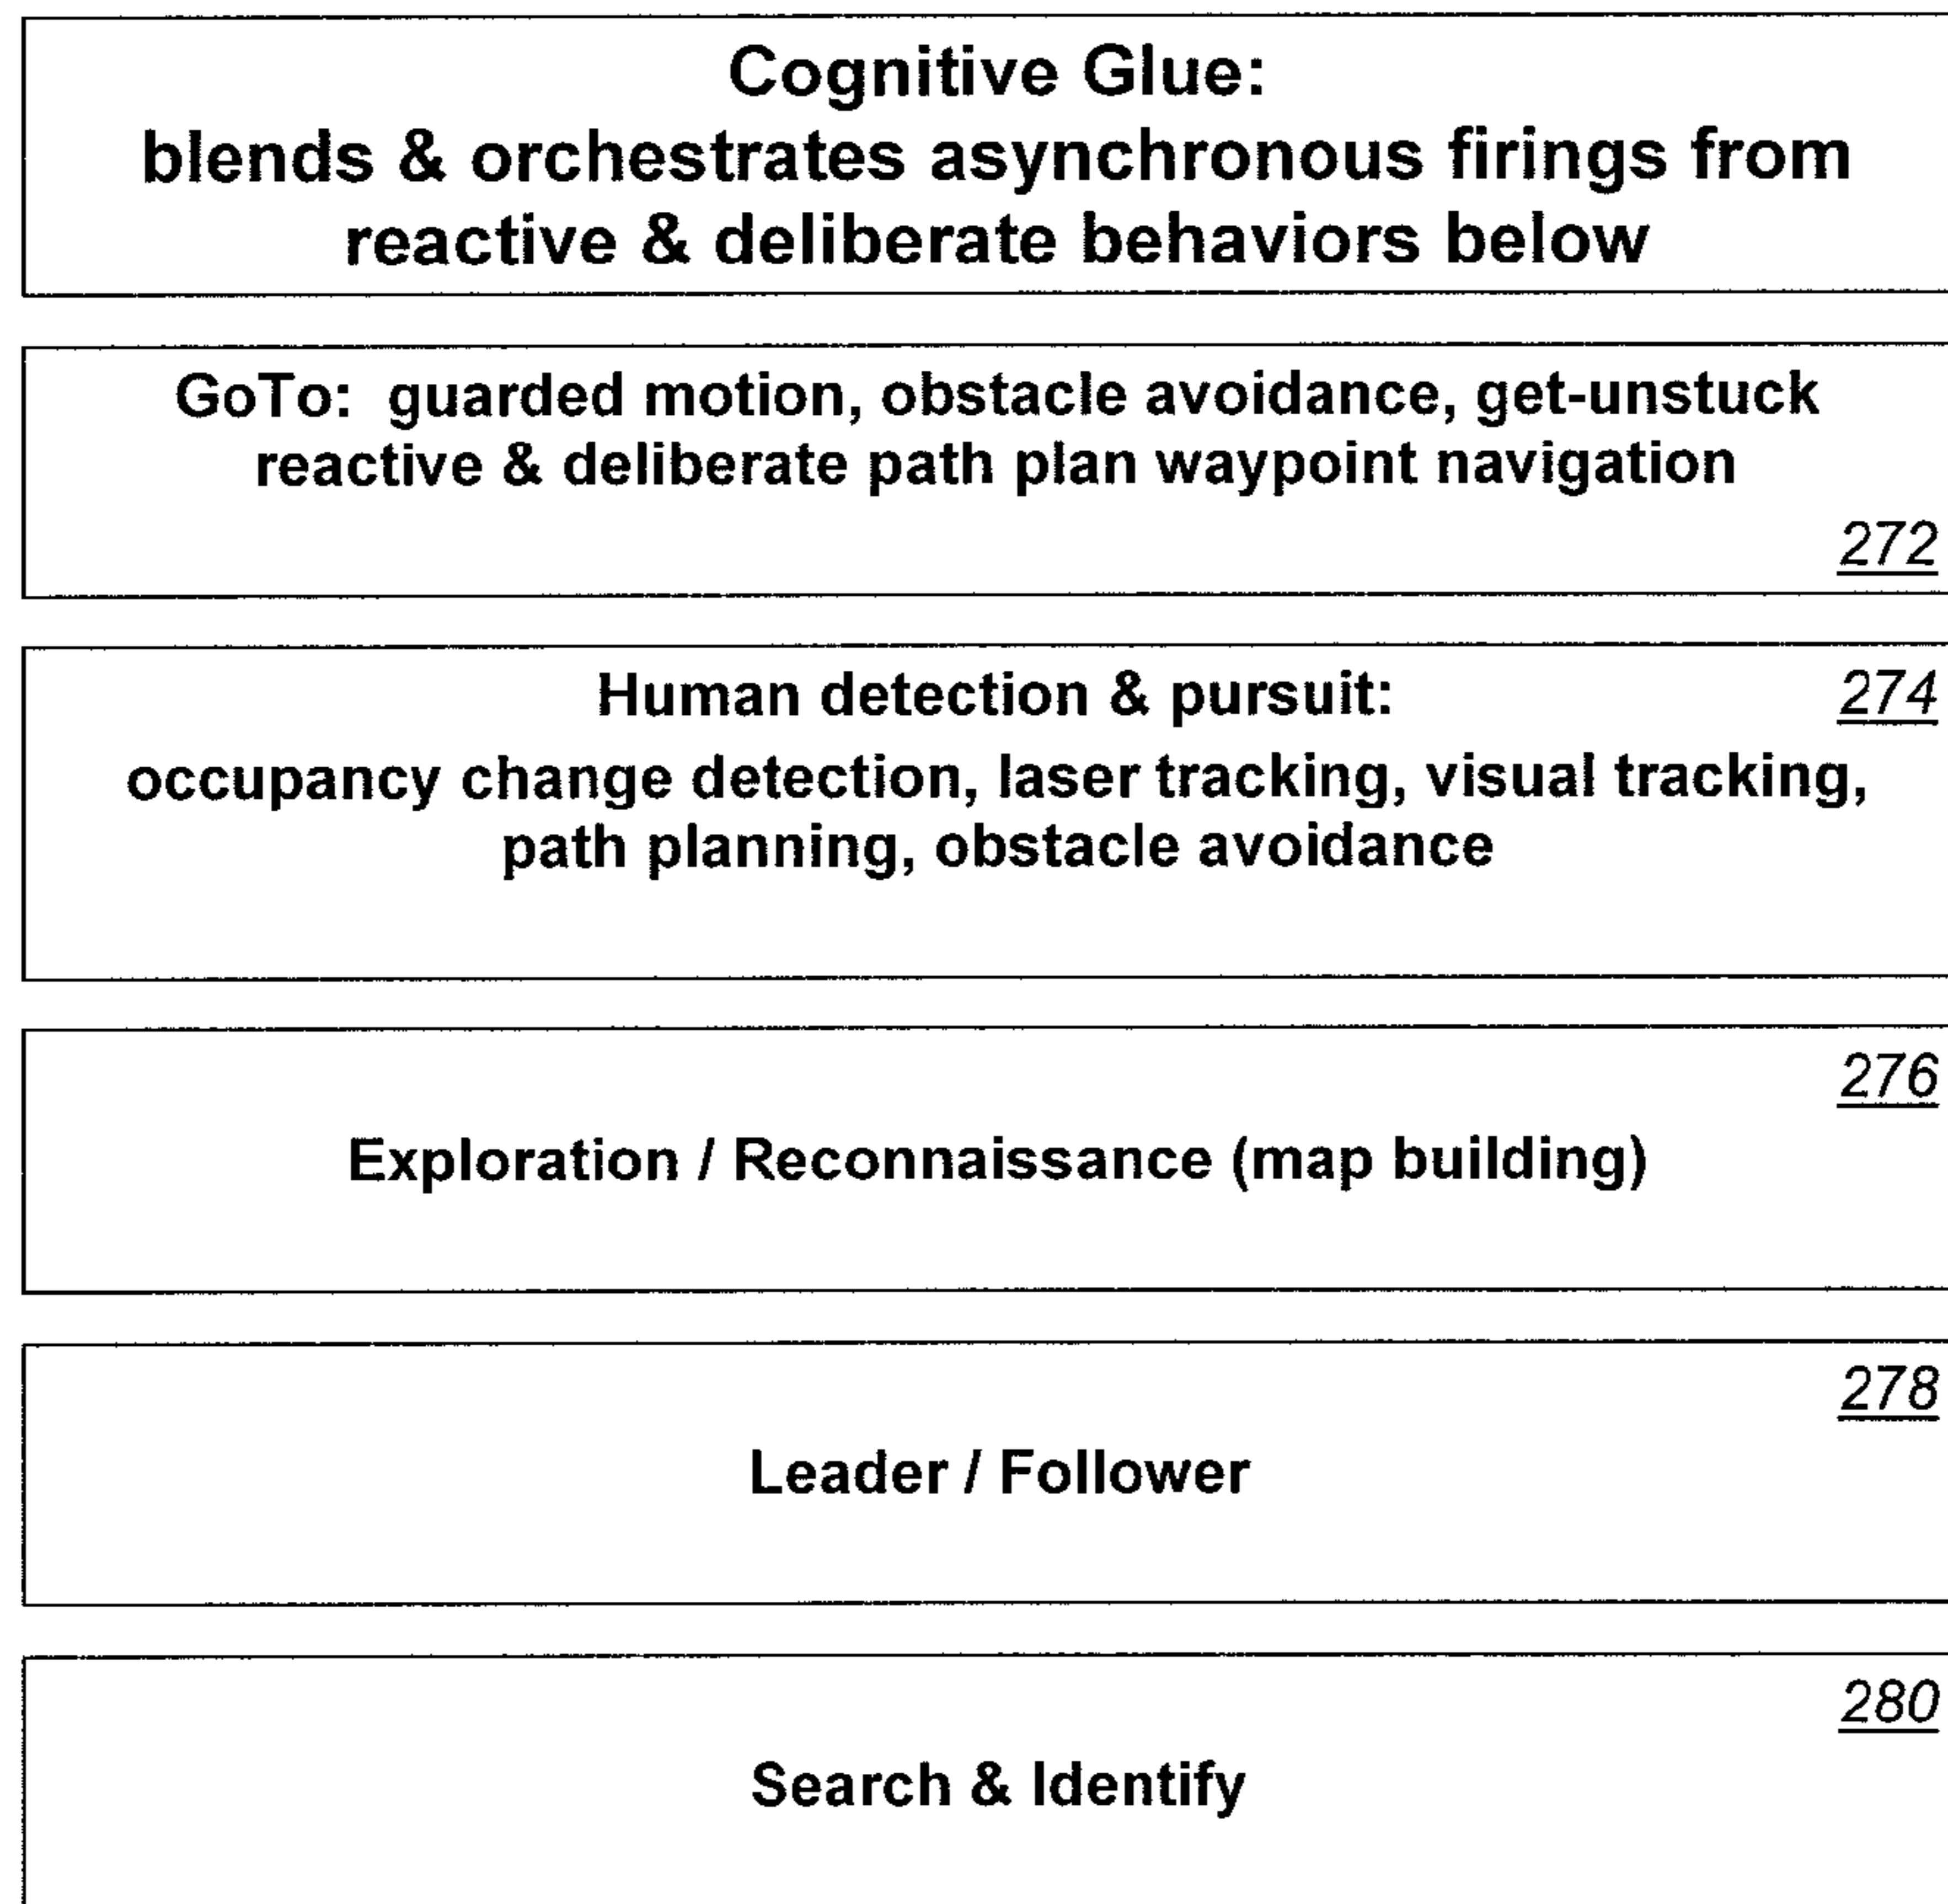 Cognitive Glue:
blends & orchestrates asynchronous firings from
reactive & deliberate behaviors below
GoTo: guarded motion, obstacle avoidance, get-unstuck
reactive & deliberate path plan waypoint navigation
272
Human detection & pursuit:
274
occupancy change detection, laser tracking, visual tracking,
path planning, obstacle avoidance
276
Exploration / Reconnaissance (map building)
278
Leader / Follower
280
Search & Identify